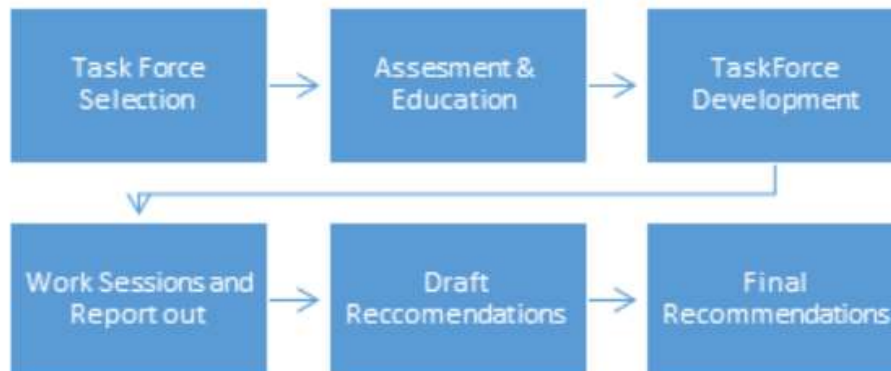 Task Force
Selection
Assesment &
Education
TaskForce
Development
Work Sessions and
Report out
Draft
Reccomendations
Final
Recommendations